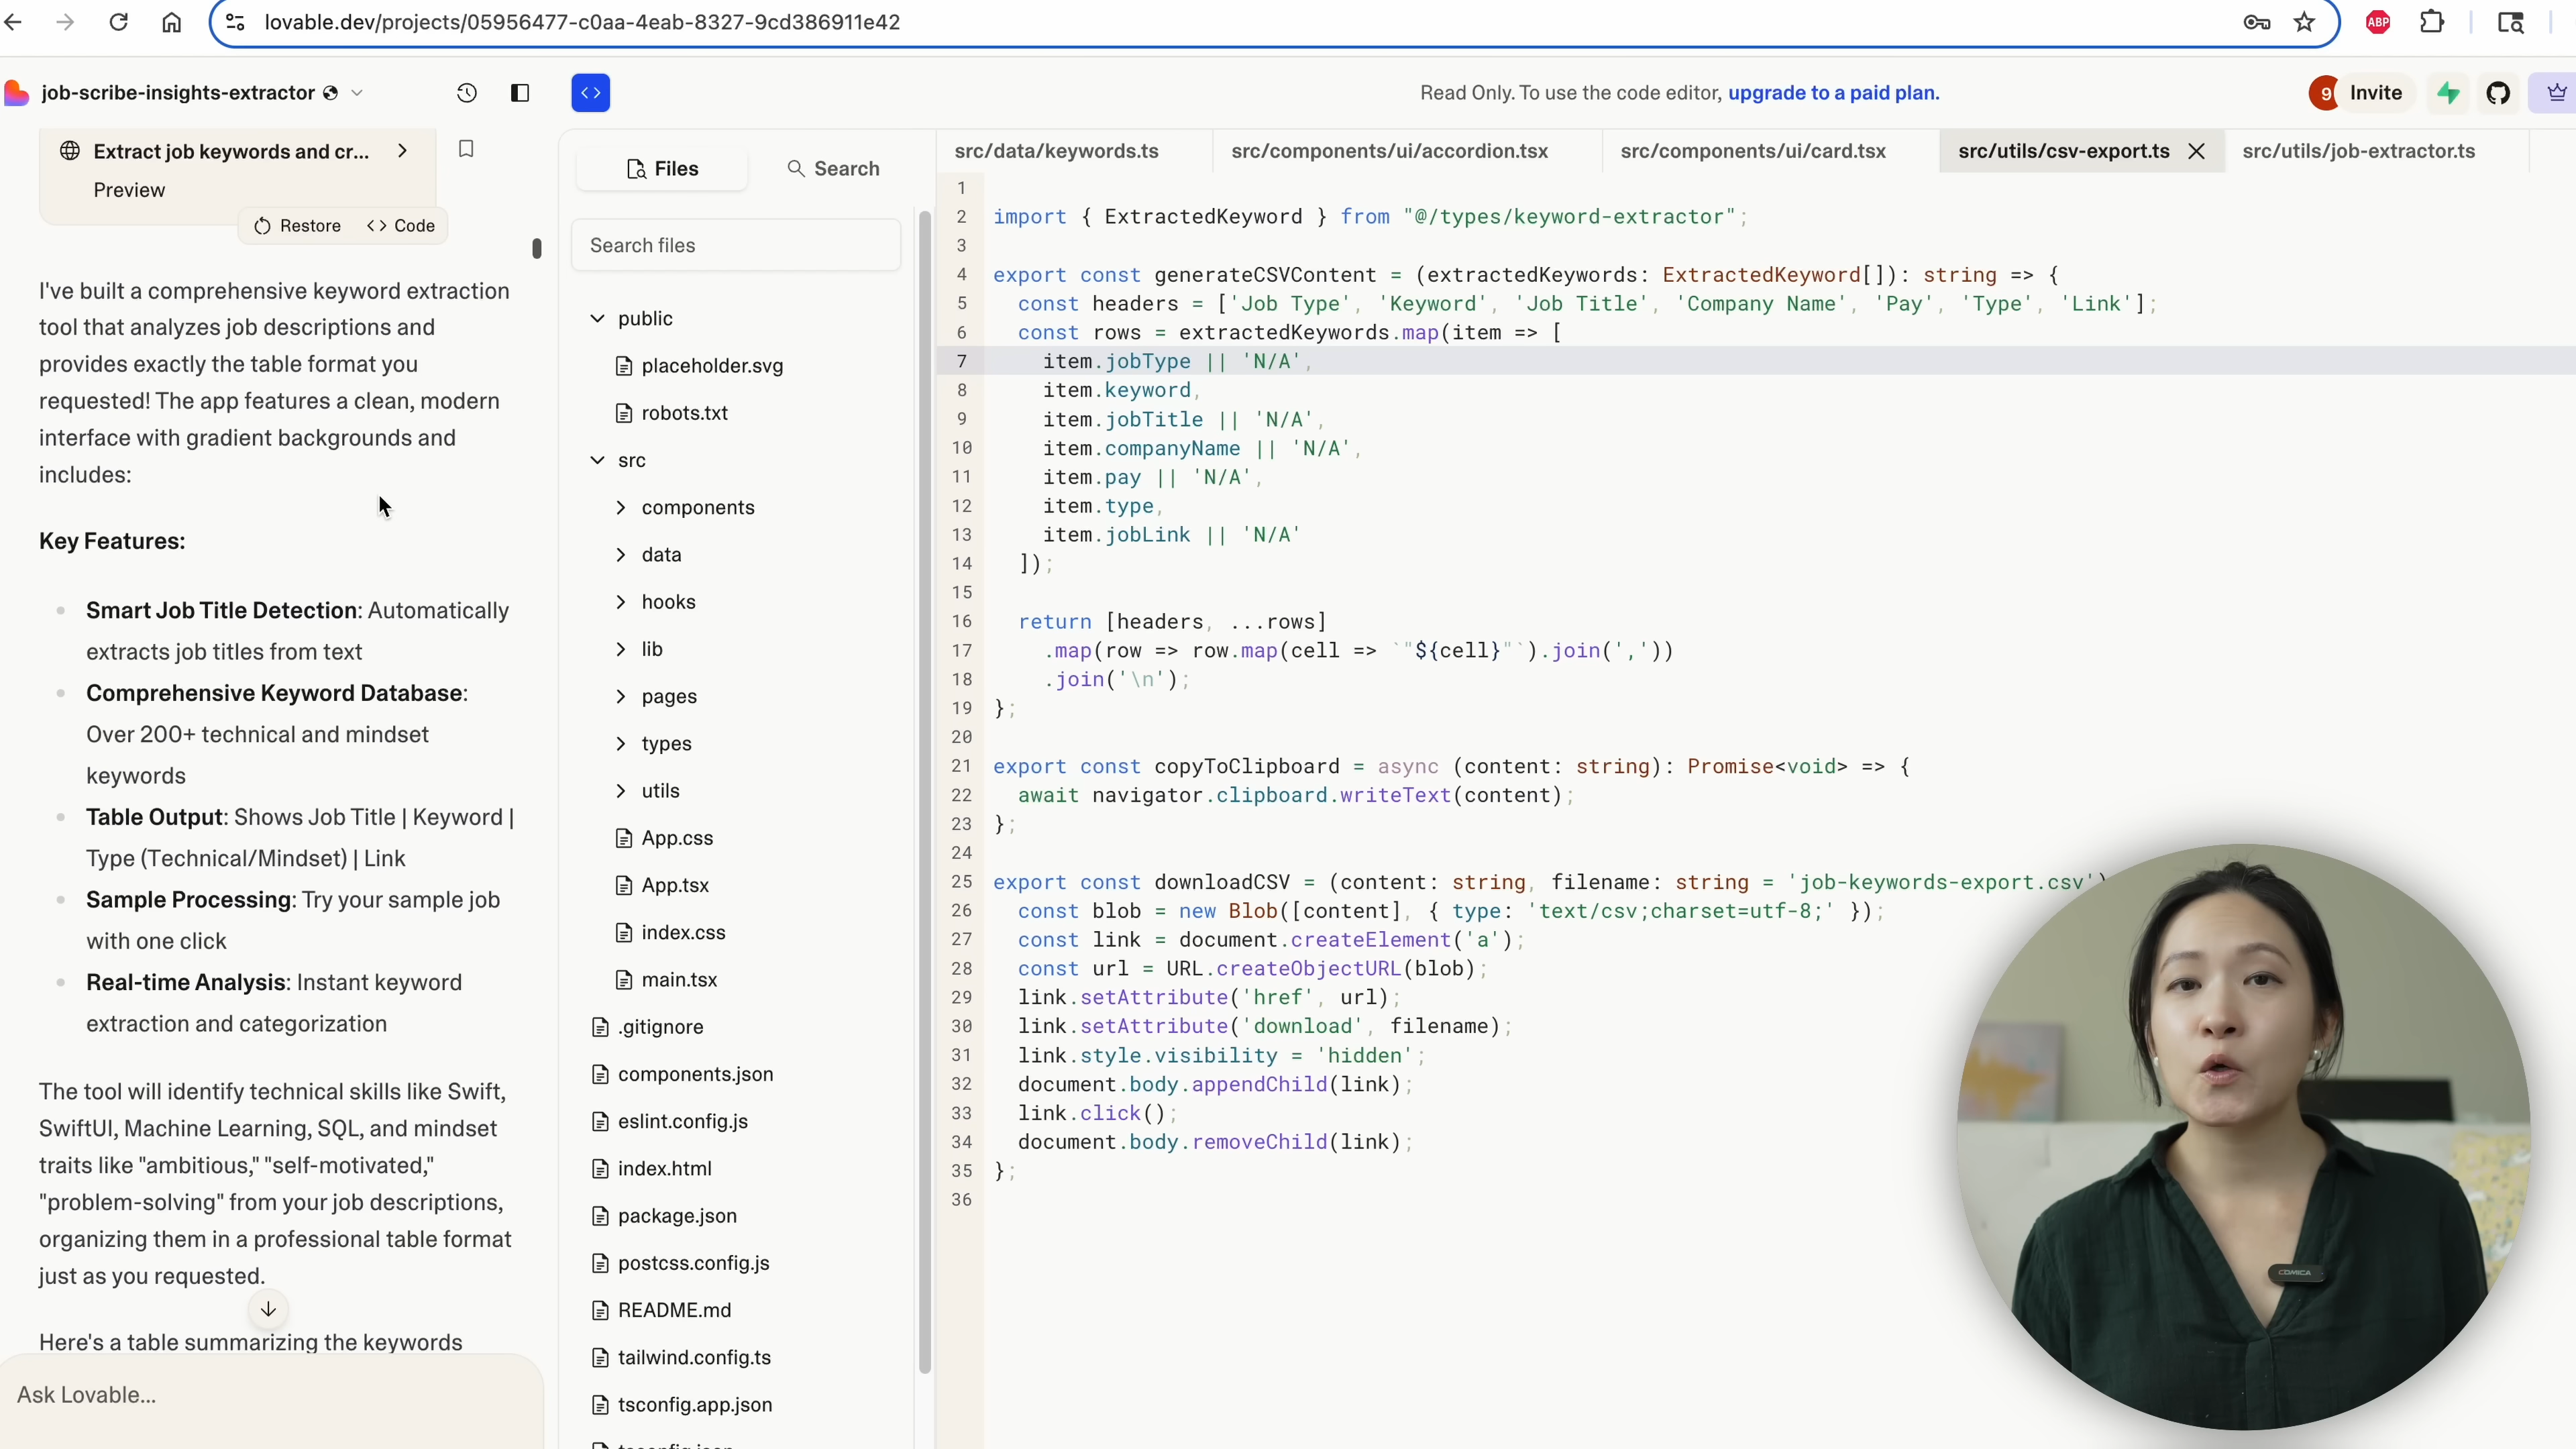 lovable.dev/projects/05956477-c0aa-4eab-8327-9cd386911e42
ABP
job-scribe-insights-extractor
Read Only. To use the code editor, upgrade to a paid plan.
9
Invite
Extract job keywords and cr...
Preview
Restore
Code
I've built a comprehensive keyword extraction
tool that analyzes job descriptions and
provides exactly the table format you
requested! The app features a clean, modern
interface with gradient backgrounds and
includes:
Key Features:
Smart Job Title Detection: Automatically
extracts job titles from text
Comprehensive Keyword Database:
Over 200+ technical and mindset
keywords
Table Output: Shows Job Title | Keyword |
Type (Technical/Mindset) | Link
Sample Processing: Try your sample job
with one click
Real-time Analysis: Instant keyword
extraction and categorization
The tool will identify technical skills like Swift,
SwiftUI, Machine Learning, SQL, and mindset
traits like "ambitious," "self-motivated,"
"problem-solving" from your job descriptions,
organizing them in a professional table format
just as you requested.
Here's a table summarizing the keywords
Ask Lovable...
Files
Search
Search files
public
placeholder.svg
robots.txt
src
components
data
hooks
lib
pages
types
utils
App.css
App.tsx
index.css
main.tsx
.gitignore
components.json
eslint.config.js
index.html
package.json
postcss.config.js
README.md
tailwind.config.ts
tsconfig.app.json
src/data/keywords.ts
src/components/ui/accordion.tsx
src/components/ui/card.tsx
src/utils/csv-export.ts
src/utils/job-extractor.ts
1
2 import { ExtractedKeyword } from "@/types/keyword-extractor";
3
4 export const generateCSVContent = (extractedKeywords: ExtractedKeyword[]): string => {
5 const headers = ['Job Type', 'Keyword', 'Job Title', 'Company Name', 'Pay', 'Type', 'Link'];
6 const rows = extractedKeywords.map(item => [
7 item.jobType || 'N/A',
8 item.keyword,
9 item.jobTitle || 'N/A',
10 item.companyName || 'N/A',
11 item.pay || 'N/A',
12 item.type,
13 item.jobLink || 'N/A'
14 ]);
15
16 return [headers, ...rows]
17 .map(row => row.map(cell => `"${cell}"`).join(','))
18 .join('\n');
19 };
20
21 export const copyToClipboard = async (content: string): Promise<void> => {
22 await navigator.clipboard.writeText(content);
23 };
24
25 export const downloadCSV = (content: string, filename: string = 'job-keywords-export.csv')
26 const blob = new Blob([content], { type: 'text/csv;charset=utf-8;' });
27 const link = document.createElement('a');
28 const url = URL.createObjectURL(blob);
29 link.setAttribute('href', url);
30 link.setAttribute('download', filename);
31 link.style.visibility = 'hidden';
32 document.body.appendChild(link);
33 link.click();
34 document.body.removeChild(link);
35 };
36
COMICA